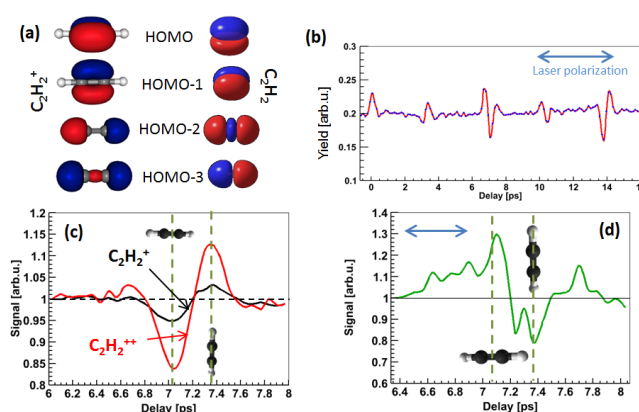 (a)
HOMO
HOMO-1
HOMO-2
HOMO-3
C₂H₂⁺
C₂H₂
(b)
Laser polarization
0.3
0.25
0.2
0.15
0.1
Yield [arb.u.]
0 2 4 6 8 10 12 14 16
Delay [ps]
(c)
1.2
1.15
1.1
1.05
1
0.95
0.9
0.85
0.8
Signal [arb.u.]
C₂H₂⁺
C₂H₂⁺⁺
6 6.2 6.4 6.6 6.8 7 7.2 7.4 7.6 7.8 8
Delay [ps]
(d)
1.4
1.3
1.2
1.1
1
0.9
0.8
0.7
0.6
Signal [arb.u.]
6.4 6.6 6.8 7 7.2 7.4 7.6 7.8 8
Delay [ps]